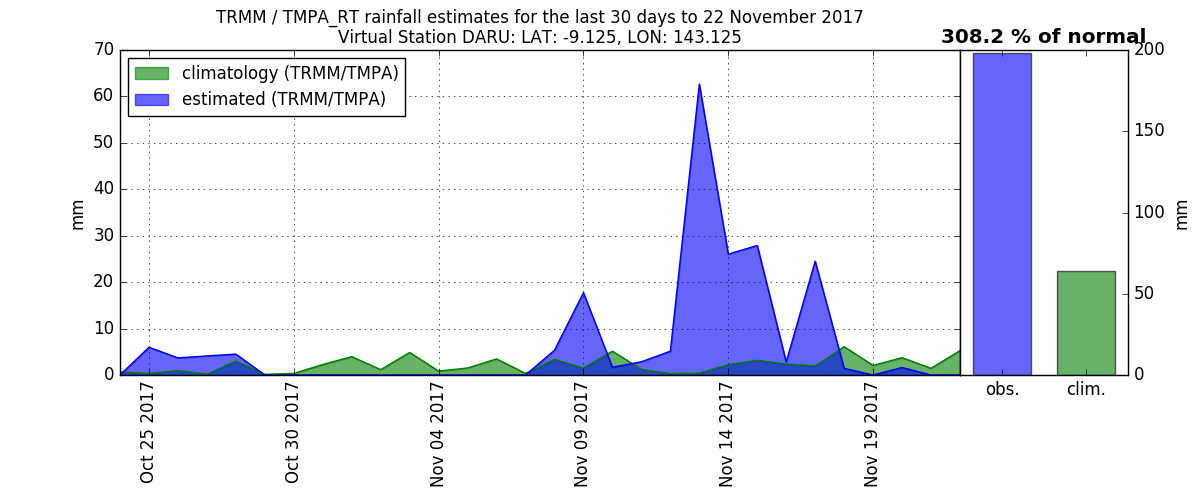 TRMM / TMPA_RT rainfall estimates for the last 30 days to 22 November 2017
Virtual Station DARU: LAT: -9.125, LON: 143.125
308.2 % of normal
climatology (TRMM/TMPA)
estimated (TRMM/TMPA)
70
60
50
40
30
20
10
0
mm
Oct 25 2017
Oct 30 2017
Nov 04 2017
Nov 09 2017
Nov 14 2017
Nov 19 2017
200
150
100
50
0
mm
obs.
clim.